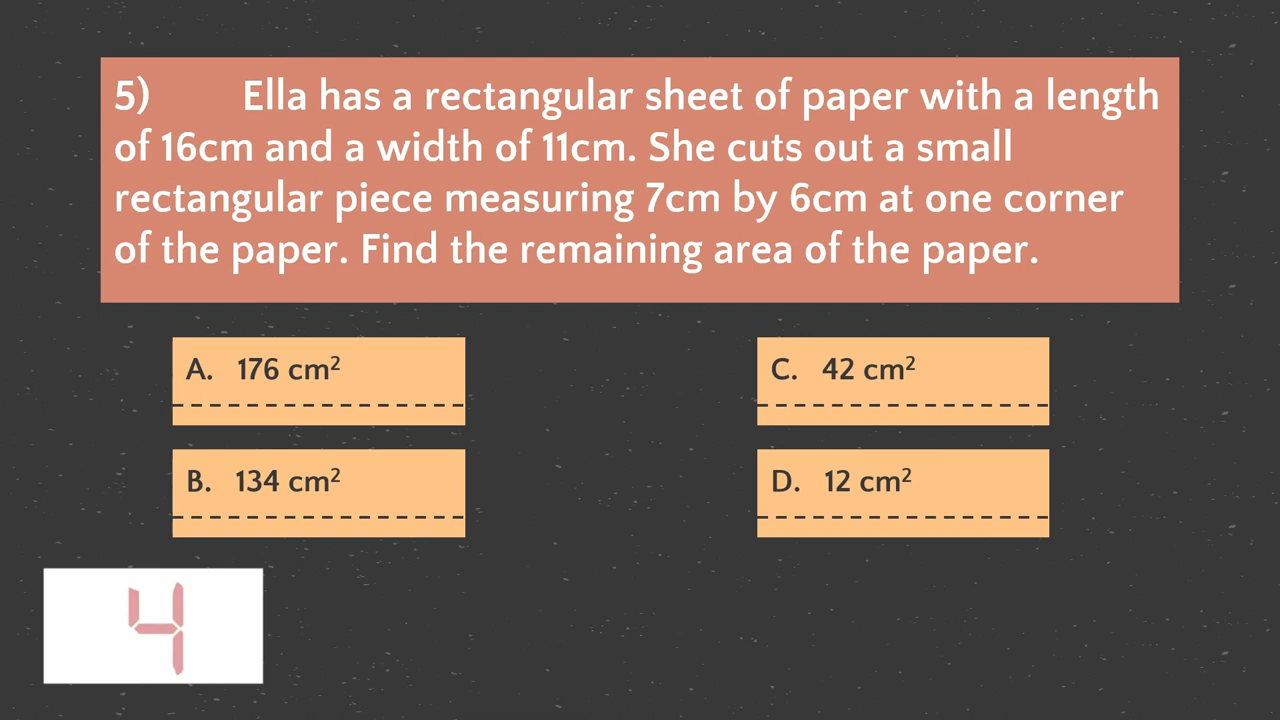 5) Ella has a rectangular sheet of paper with a length
of 16cm and a width of 11cm. She cuts out a small
rectangular piece measuring 7cm by 6cm at one corner
of the paper. Find the remaining area of the paper.
A. 176 cm²
B. 134 cm²
C. 42 cm²
D. 12 cm²
4